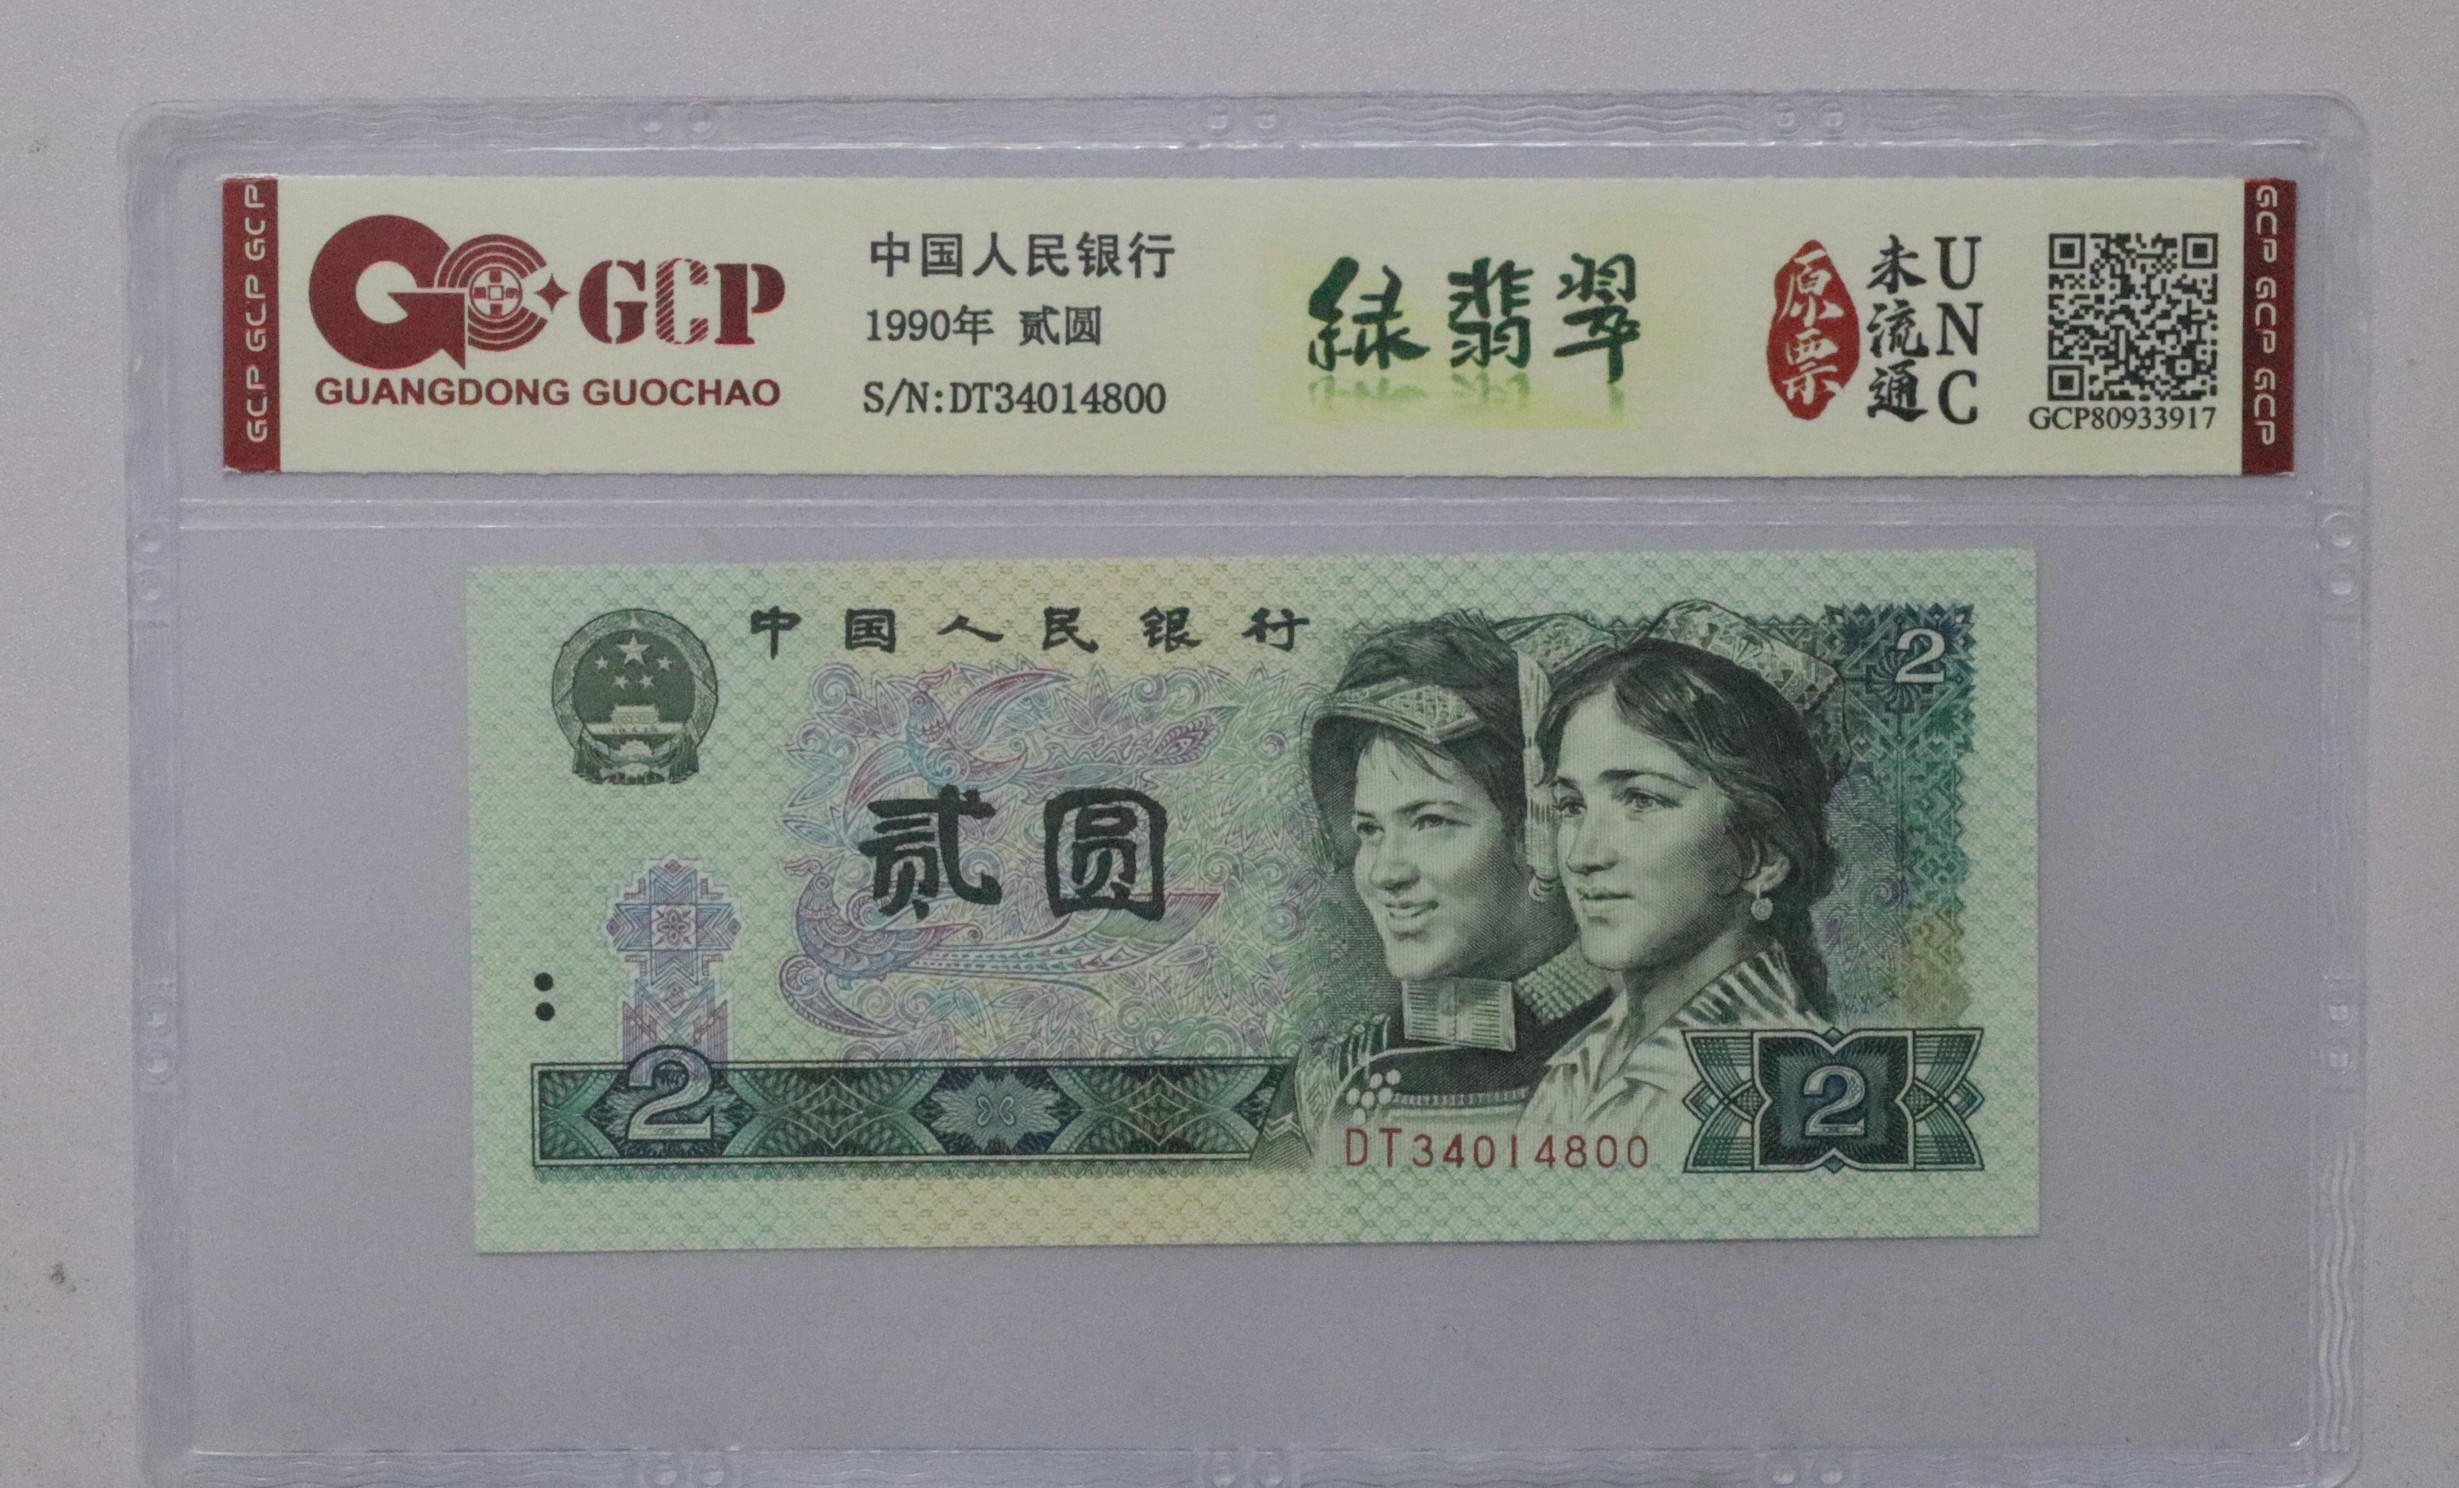 GCP GCP GCP
GCP
GUANGDONG GUOCHAO
中国人民银行
1990年 贰圆
S/N:DT34014800
绿翡翠
原票
未流通
UNC
GCP80933917
GCP GCP GCP
中国人民银行
2
贰圆
2
2
DT34014800